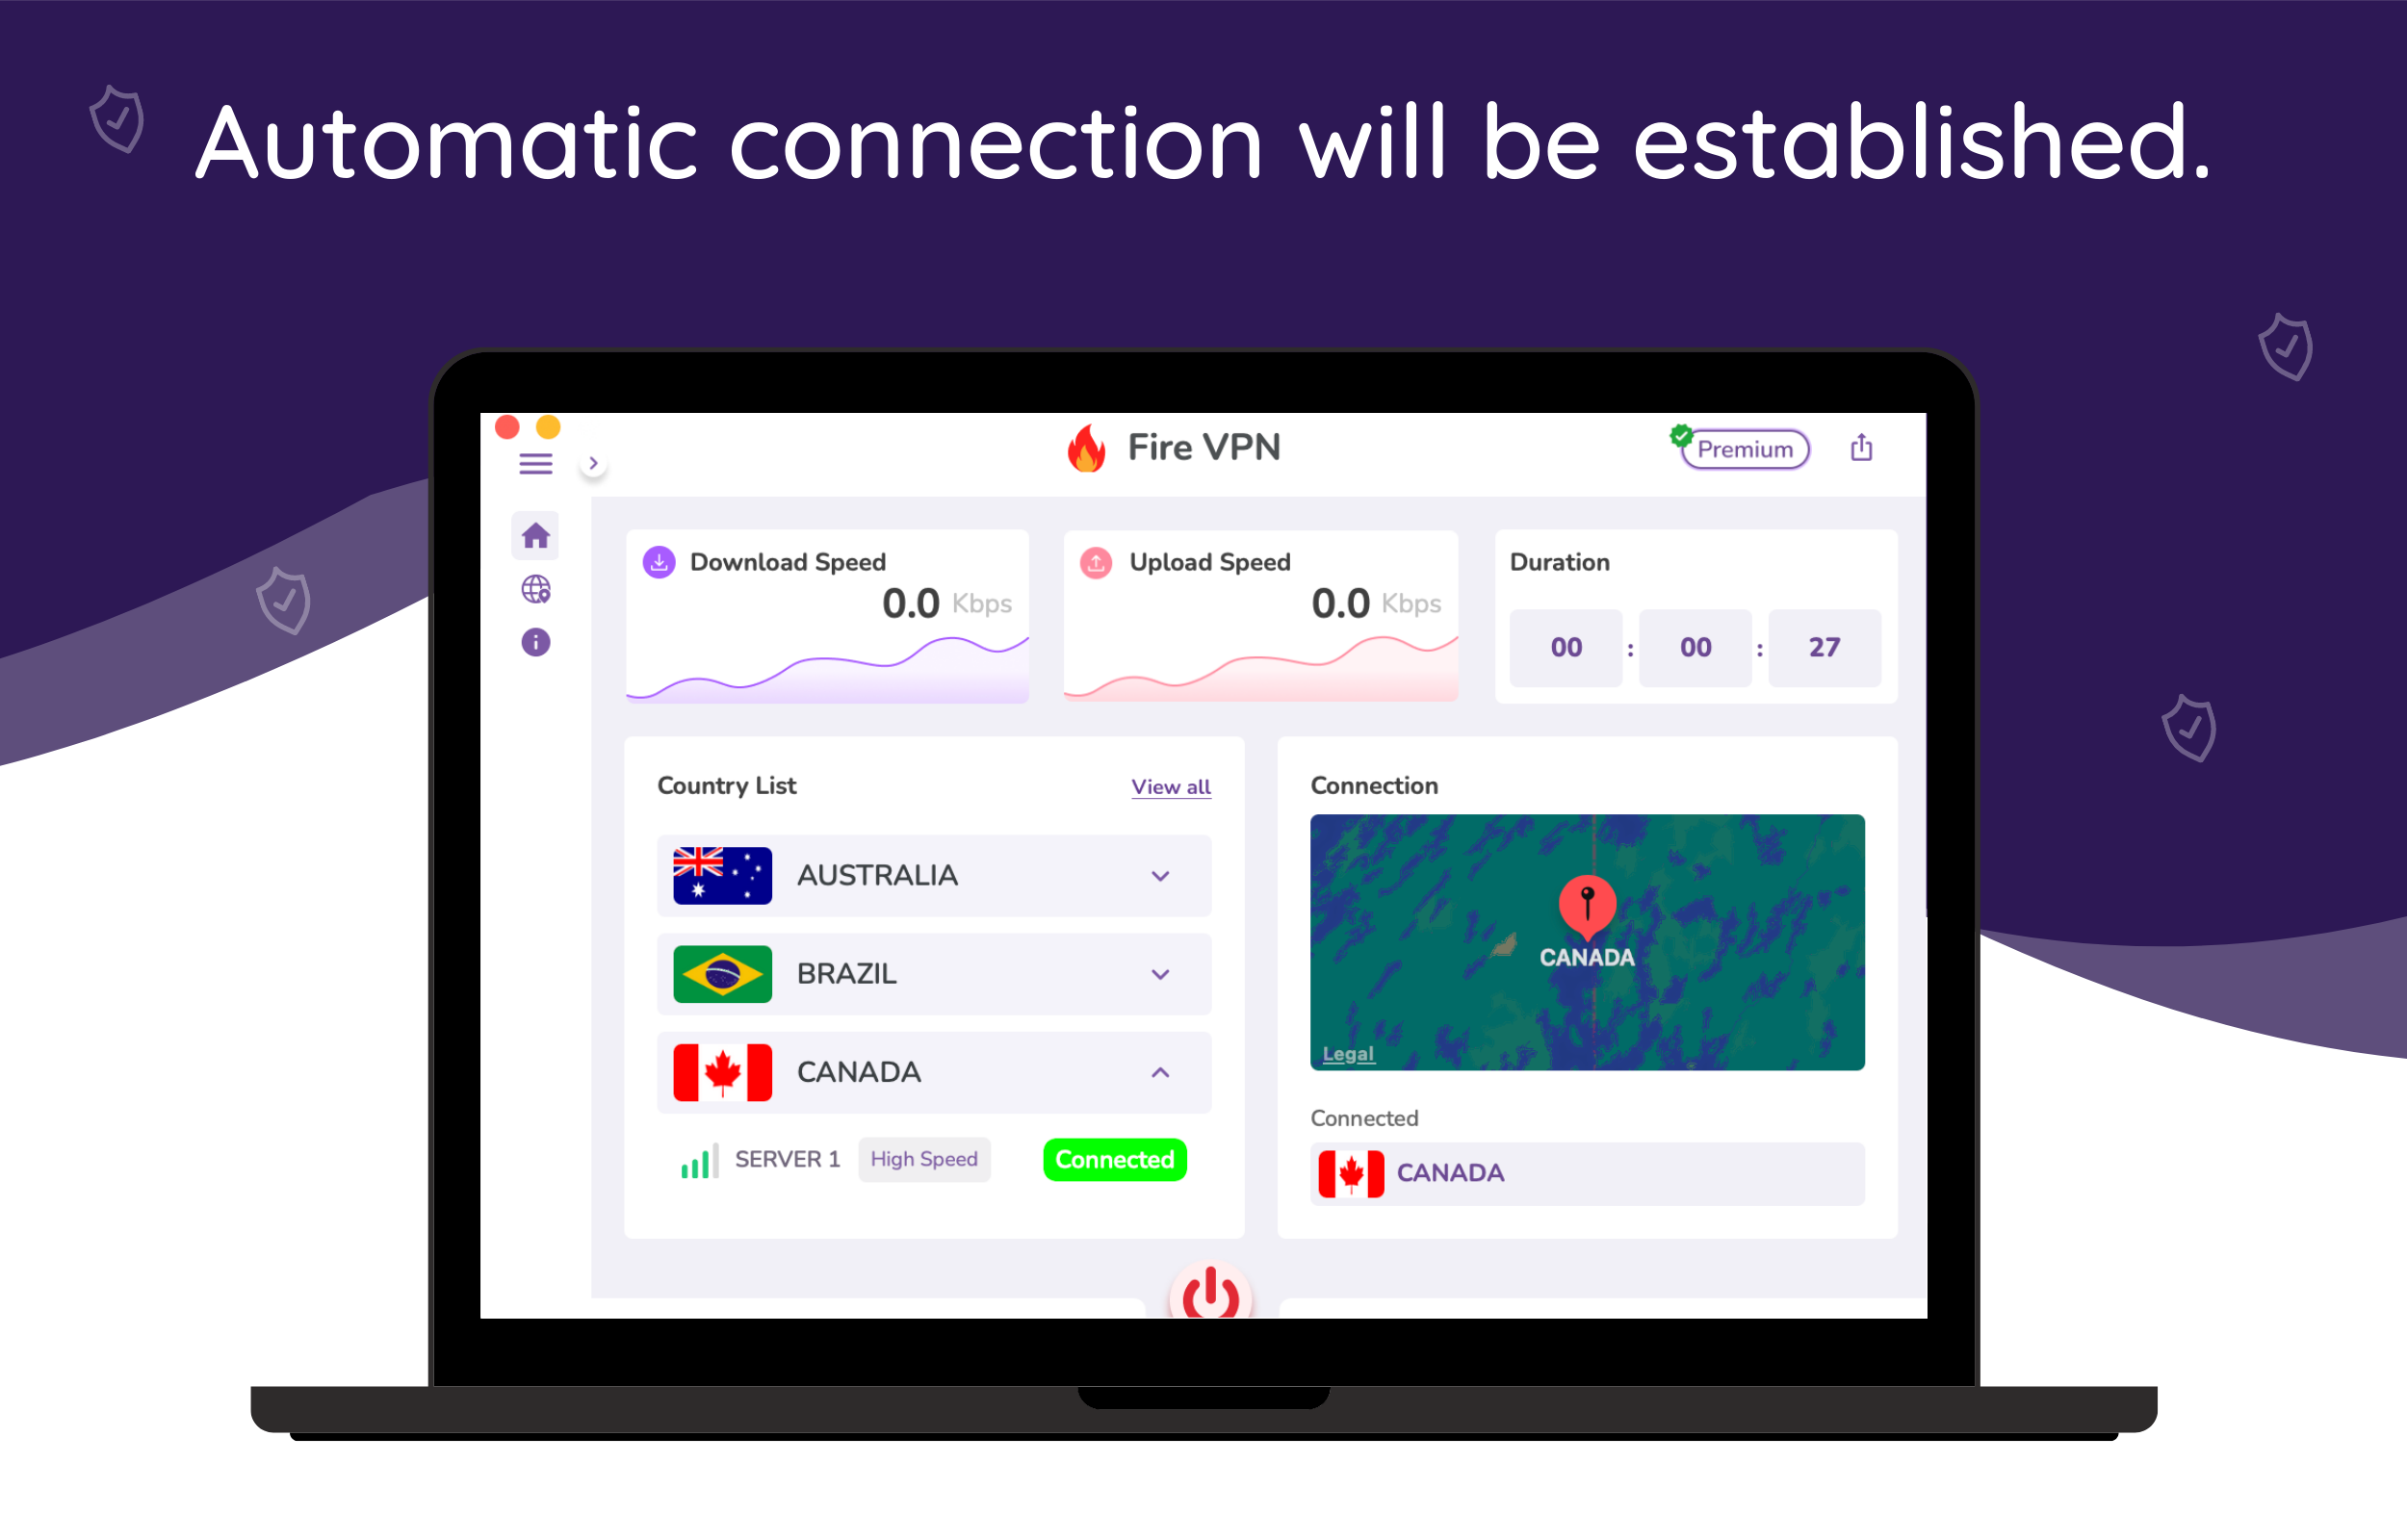 Automatic connection will be established.
Fire VPN
Premium
Download Speed
0.0 Kbps
Upload Speed
0.0 Kbps
Duration
00 : 00 : 27
Country List
View all
AUSTRALIA
BRAZIL
CANADA
SERVER 1
High Speed
Connected
Connection
CANADA
Legal
Connected
CANADA